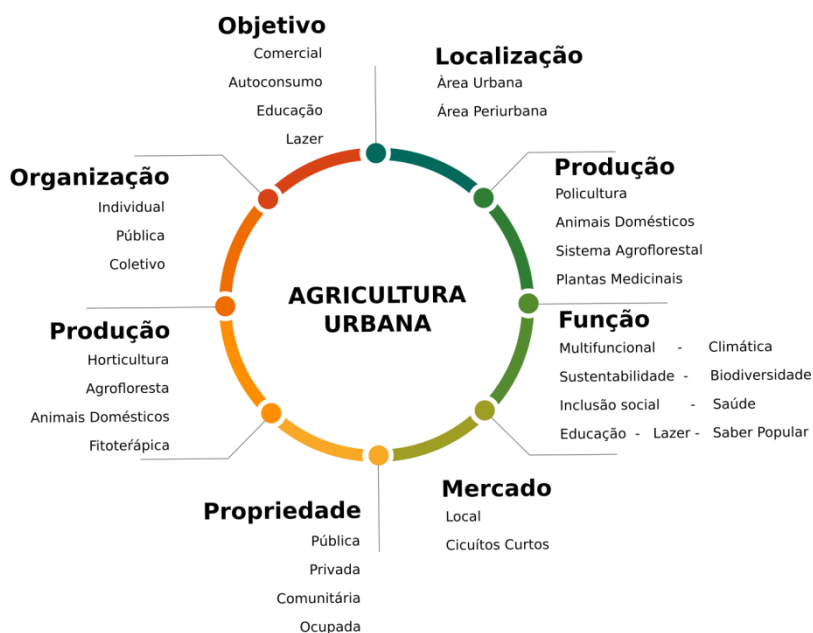 Objetivo
Comercial
Autoconsumo
Educação
Lazer
Localização
Àrea Urbana
Área Periurbana
Produção
Policultura
Animais Domésticos
Sistema Agroflorestal
Plantas Medicinais
Função
Multifuncional - Climática
Sustentabilidade - Biodiversidade
Inclusão social - Saúde
Educação - Lazer - Saber Popular
Mercado
Local
Cicuítos Curtos
Propriedade
Pública
Privada
Comunitária
Ocupada
Produção
Horticultura
Agrofloresta
Animais Domésticos
Fitoteŕápica
Organização
Individual
Pública
Coletivo
AGRICULTURA
URBANA